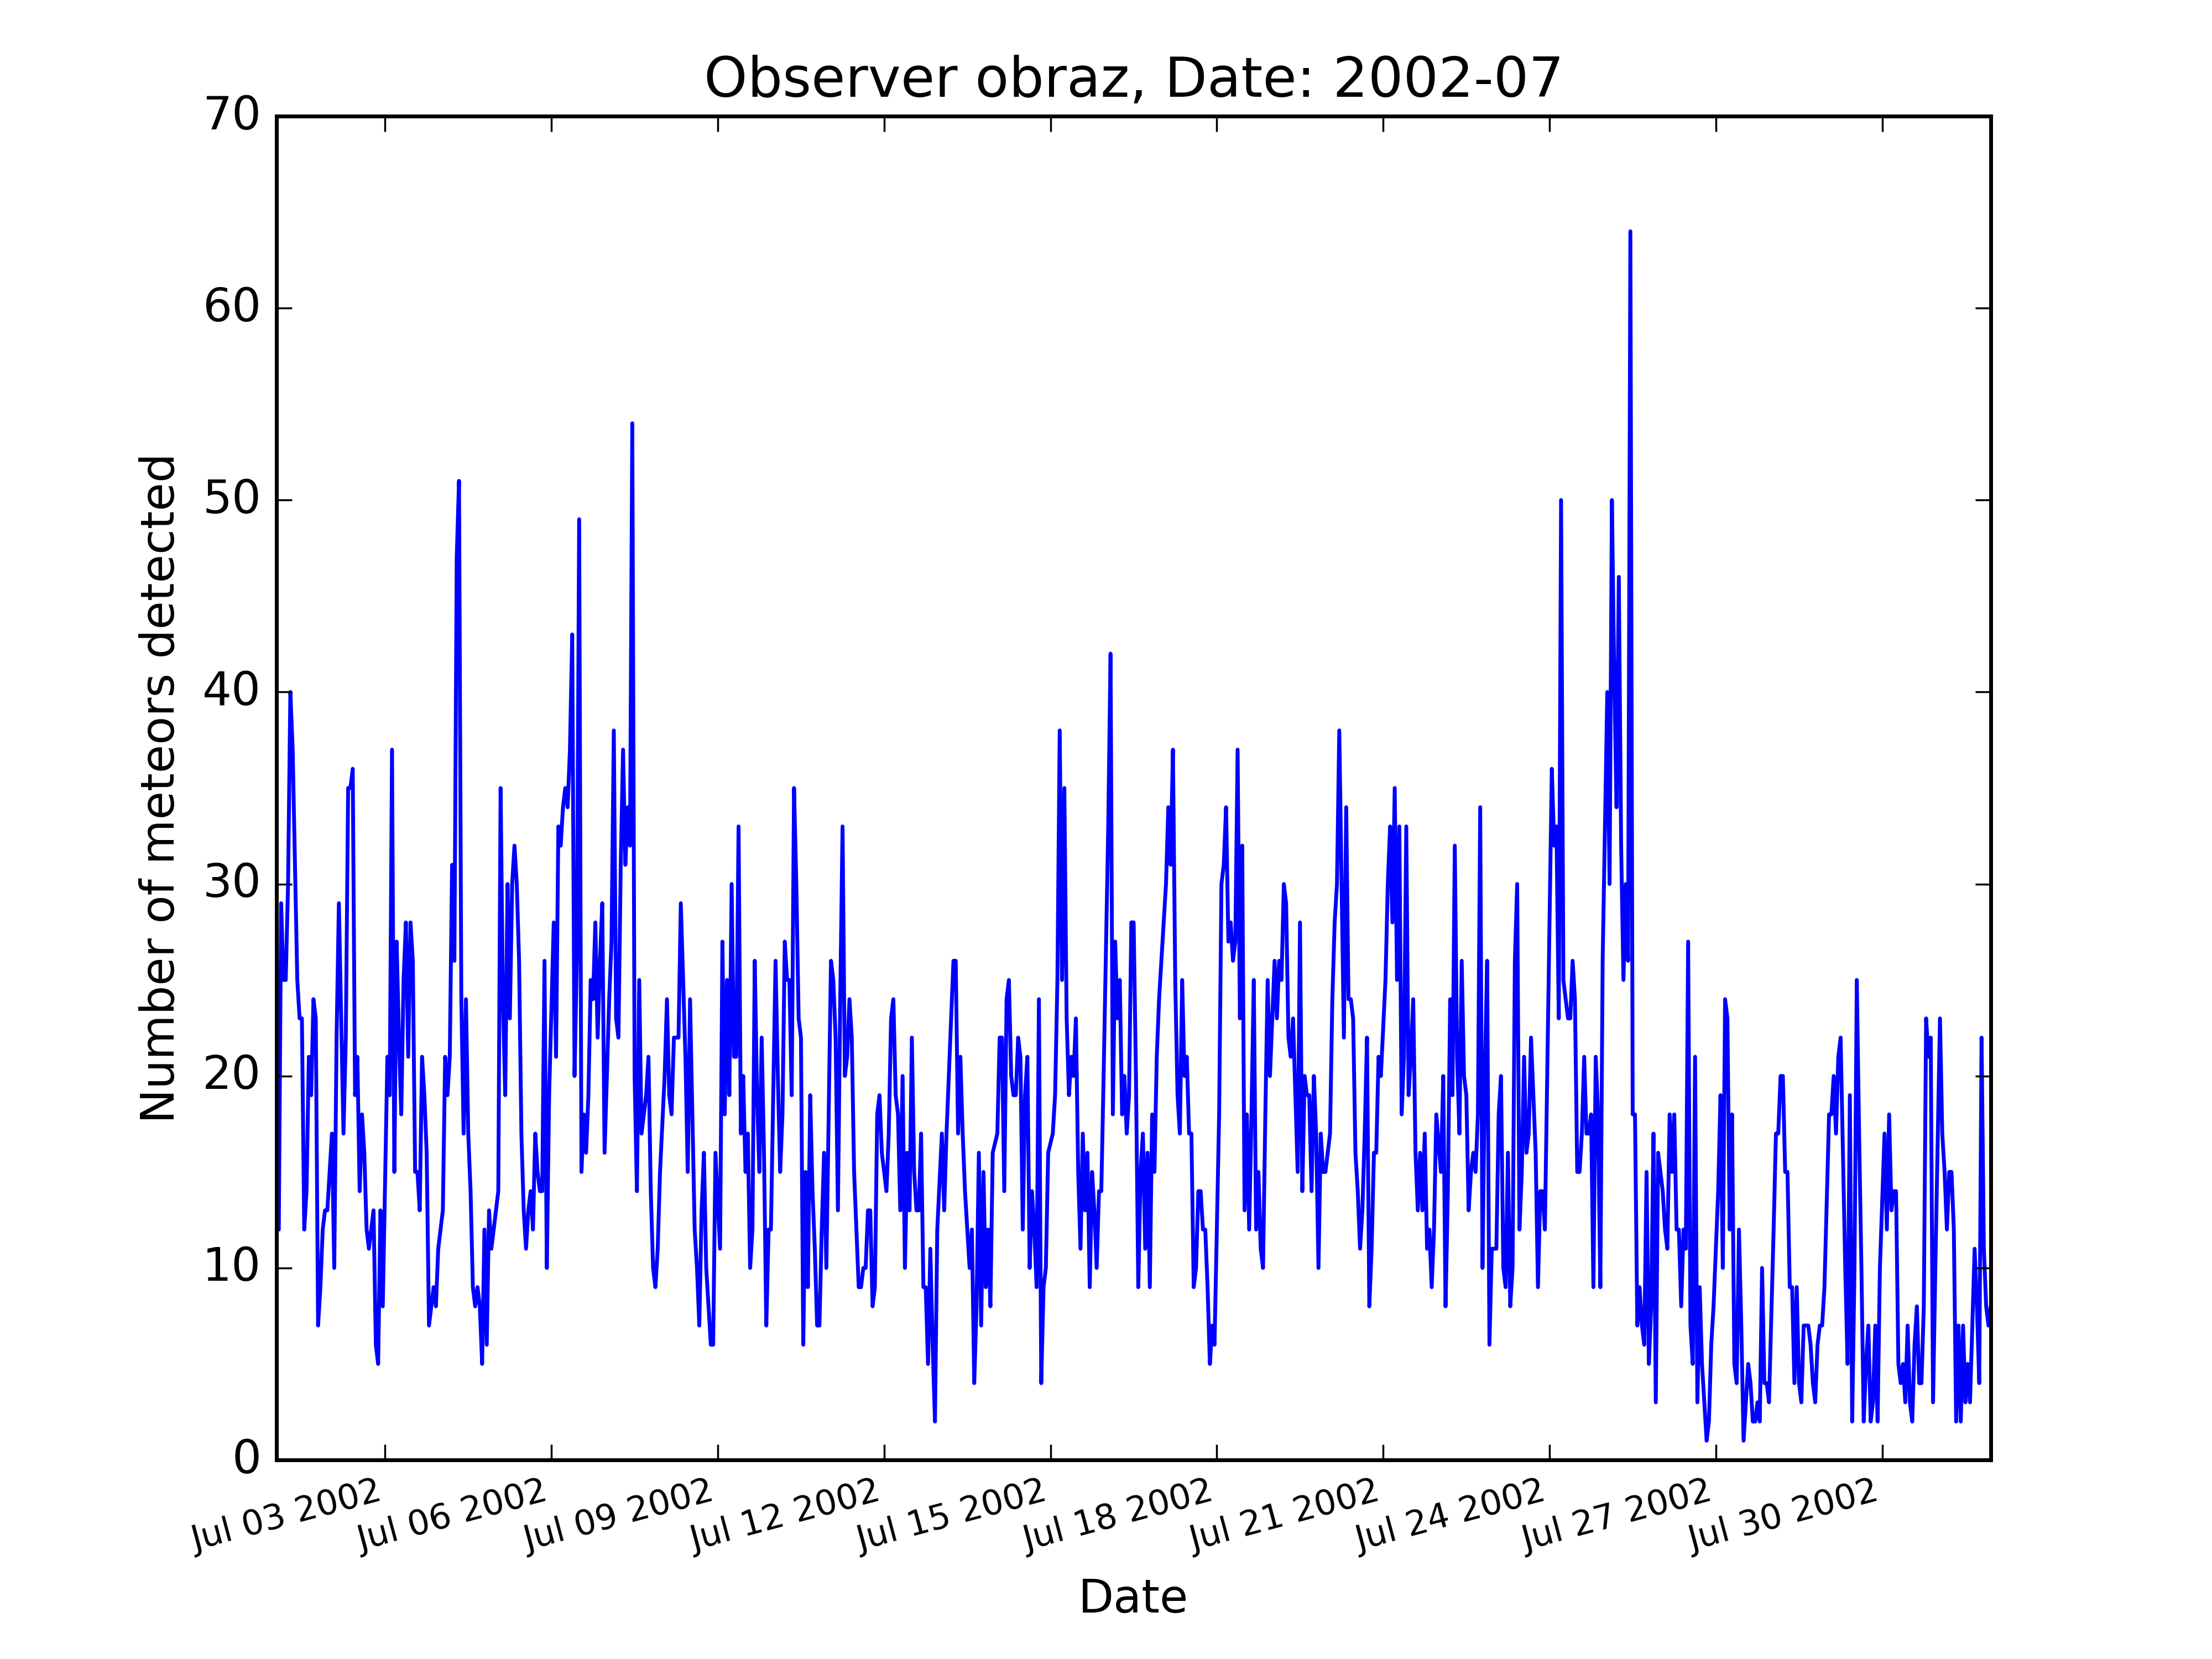 Observer obraz, Date: 2002-07
Number of meteors detected
70
60
50
40
30
20
10
0
Jul 03 2002
Jul 06 2002
Jul 09 2002
Jul 12 2002
Jul 15 2002
Jul 18 2002
Jul 21 2002
Jul 24 2002
Jul 27 2002
Jul 30 2002
Date